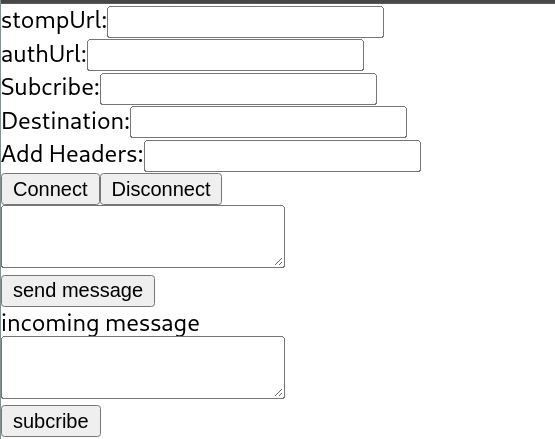 stompUrl:
authUrl:
Subcribe:
Destination:
Add Headers:
Connect Disconnect
send message
incoming message
subcribe